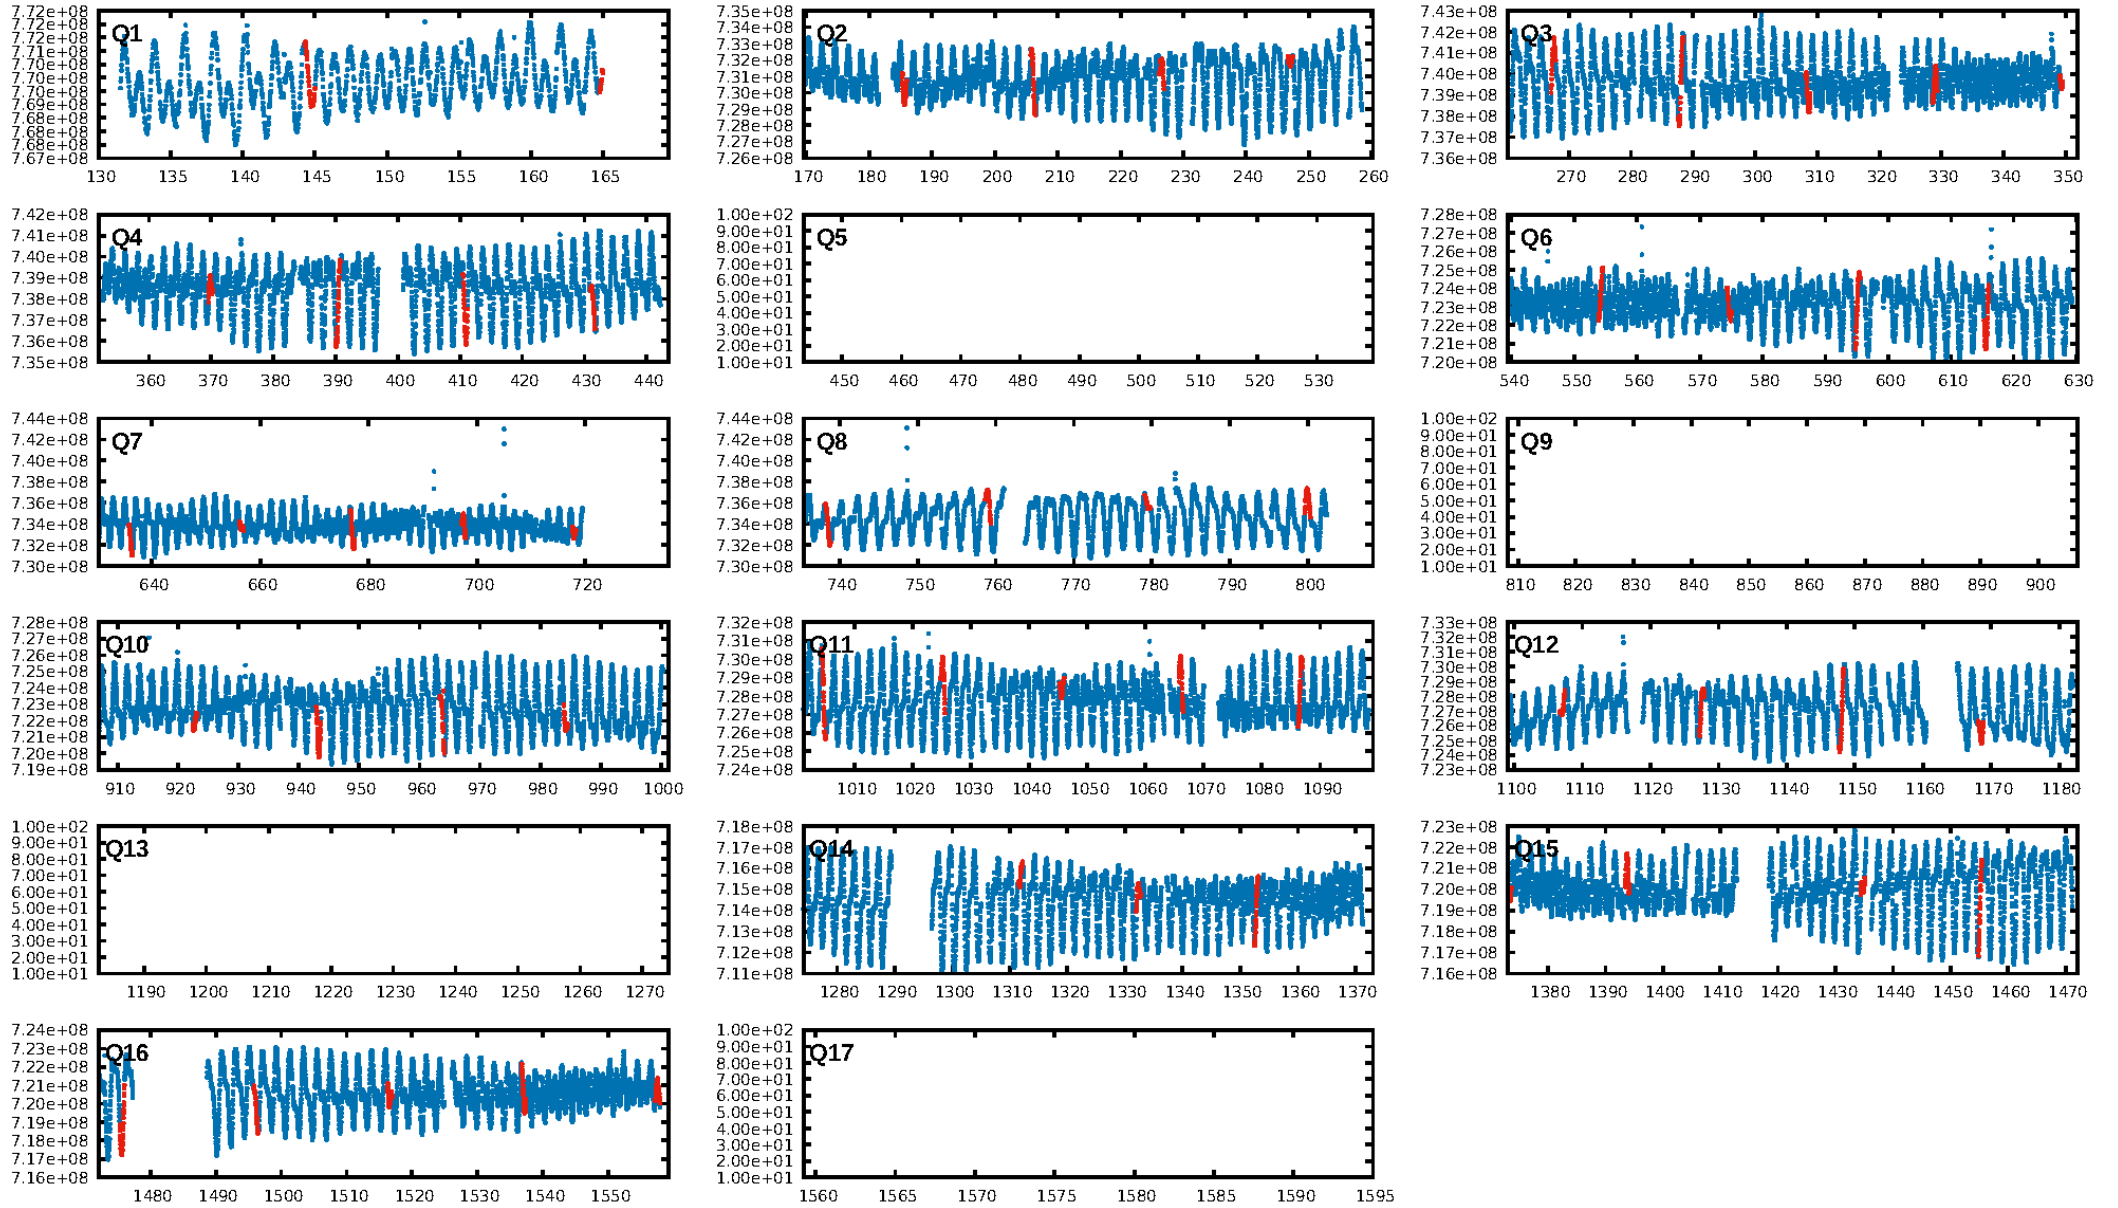 7.72e+08
7.72e+08
7.71e+08
7.71e+08
7.70e+08
7.70e+08
7.69e+08
7.69e+08
7.68e+08
7.68e+08
7.67e+08
Q1
130 135 140 145 150 155 160 165
7.35e+08
7.34e+08
7.33e+08
7.32e+08
7.31e+08
7.30e+08
7.29e+08
7.28e+08
7.27e+08
7.26e+08
Q2
170 180 190 200 210 220 230 240 250 260
7.43e+08
7.42e+08
7.41e+08
7.40e+08
7.39e+08
7.38e+08
7.37e+08
7.36e+08
Q3
270 280 290 300 310 320 330 340 350
7.42e+08
7.41e+08
7.40e+08
7.39e+08
7.38e+08
7.37e+08
7.36e+08
7.35e+08
Q4
360 370 380 390 400 410 420 430 440
1.00e+02
9.00e+01
8.00e+01
7.00e+01
6.00e+01
5.00e+01
4.00e+01
3.00e+01
2.00e+01
1.00e+01
Q5
450 460 470 480 490 500 510 520 530
7.28e+08
7.27e+08
7.26e+08
7.25e+08
7.24e+08
7.23e+08
7.22e+08
7.21e+08
7.20e+08
Q6
540 550 560 570 580 590 600 610 620 630
7.44e+08
7.42e+08
7.40e+08
7.38e+08
7.36e+08
7.34e+08
7.32e+08
7.30e+08
Q7
640 660 680 700 720
7.44e+08
7.42e+08
7.40e+08
7.38e+08
7.36e+08
7.34e+08
7.32e+08
7.30e+08
Q8
740 750 760 770 780 790 800
1.00e+02
9.00e+01
8.00e+01
7.00e+01
6.00e+01
5.00e+01
4.00e+01
3.00e+01
2.00e+01
1.00e+01
Q9
810 820 830 840 850 860 870 880 890 900
7.28e+08
7.27e+08
7.26e+08
7.25e+08
7.24e+08
7.23e+08
7.22e+08
7.21e+08
7.20e+08
7.19e+08
Q10
910 920 930 940 950 960 970 980 990 1000
7.32e+08
7.31e+08
7.30e+08
7.29e+08
7.28e+08
7.27e+08
7.26e+08
7.25e+08
7.24e+08
Q11
1010 1020 1030 1040 1050 1060 1070 1080 1090
7.33e+08
7.32e+08
7.31e+08
7.30e+08
7.29e+08
7.28e+08
7.27e+08
7.26e+08
7.25e+08
7.24e+08
7.23e+08
Q12
1100 1110 1120 1130 1140 1150 1160 1170 1180
1.00e+02
9.00e+01
8.00e+01
7.00e+01
6.00e+01
5.00e+01
4.00e+01
3.00e+01
2.00e+01
1.00e+01
Q13
1190 1200 1210 1220 1230 1240 1250 1260 1270
7.18e+08
7.17e+08
7.16e+08
7.15e+08
7.14e+08
7.13e+08
7.12e+08
7.11e+08
Q14
1280 1290 1300 1310 1320 1330 1340 1350 1360 1370
7.23e+08
7.22e+08
7.21e+08
7.20e+08
7.19e+08
7.18e+08
7.17e+08
7.16e+08
Q15
1380 1390 1400 1410 1420 1430 1440 1450 1460 1470
7.24e+08
7.23e+08
7.22e+08
7.21e+08
7.20e+08
7.19e+08
7.18e+08
7.17e+08
7.16e+08
Q16
1480 1490 1500 1510 1520 1530 1540 1550
1.00e+02
9.00e+01
8.00e+01
7.00e+01
6.00e+01
5.00e+01
4.00e+01
3.00e+01
2.00e+01
1.00e+01
Q17
1560 1565 1570 1575 1580 1585 1590 1595